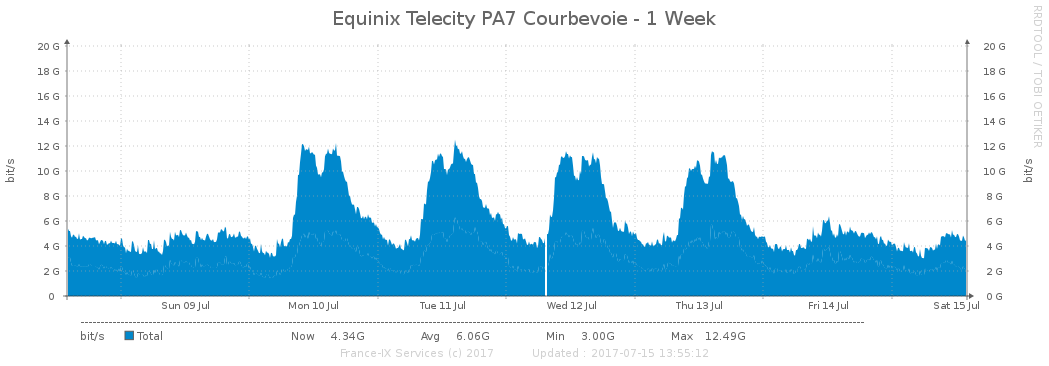 Equinix Telecity PA7 Courbevoie - 1 Week
RRDTOOL / TOBI OETIKER
bit/s
20 G
18 G
16 G
14 G
12 G
10 G
8 G
6 G
4 G
2 G
0
20 G
18 G
16 G
14 G
12 G
10 G
8 G
6 G
4 G
2 G
0 G
bit/s
Sun 09 Jul Mon 10 Jul Tue 11 Jul Wed 12 Jul Thu 13 Jul Fri 14 Jul Sat 15 Jul
bit/s Total Now 4.34G Avg 6.06G Min 3.00G Max 12.49G
France-IX Services (c) 2017 Updated : 2017-07-15 13:55:12